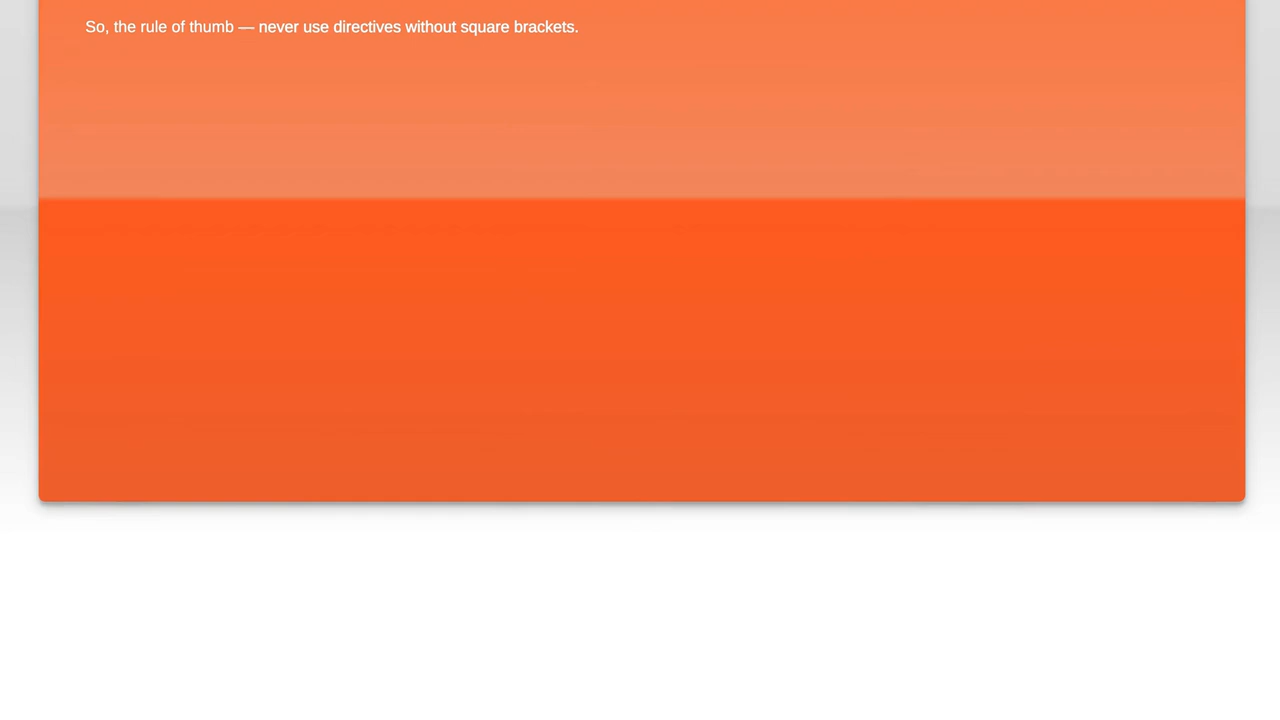 So, the rule of thumb — never use directives without square brackets.